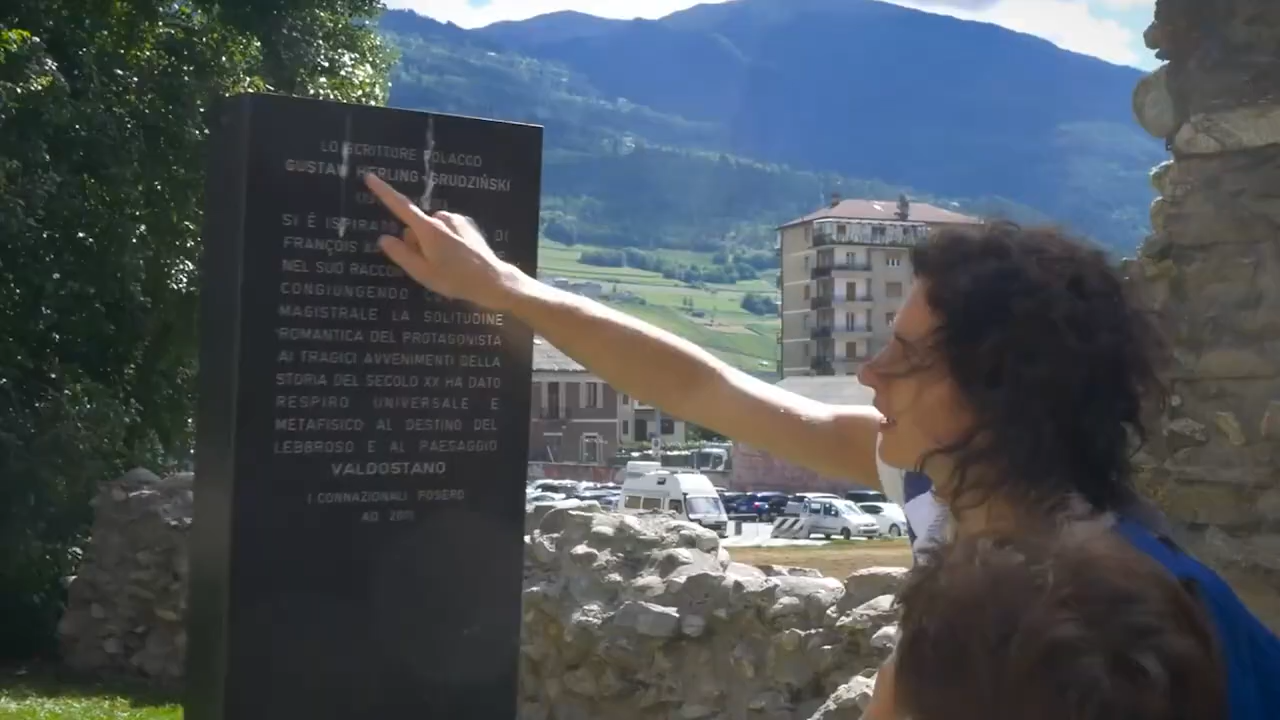 LO SCRITTORE POLACCO
GUSTAW HERLING-GRUDZIŃSKI
SI È DI
FRANÇOIS
NEL SUO
CONGIUNGENDO
MAGISTRALE LA SOLITUDINE
ROMANTICA DEL PROTAGONISTA
AI TRAGICI AVVENIMENTI DELLA
STORIA DEL SECOLO XX HA DATO
RESPIRO UNIVERSALE E
METAFISICO AL DESTINO DEL
LEBBROSO E AL PAESAGGIO
VALDOSTANO
I CONNAZIONALI POSERO
AD 2011